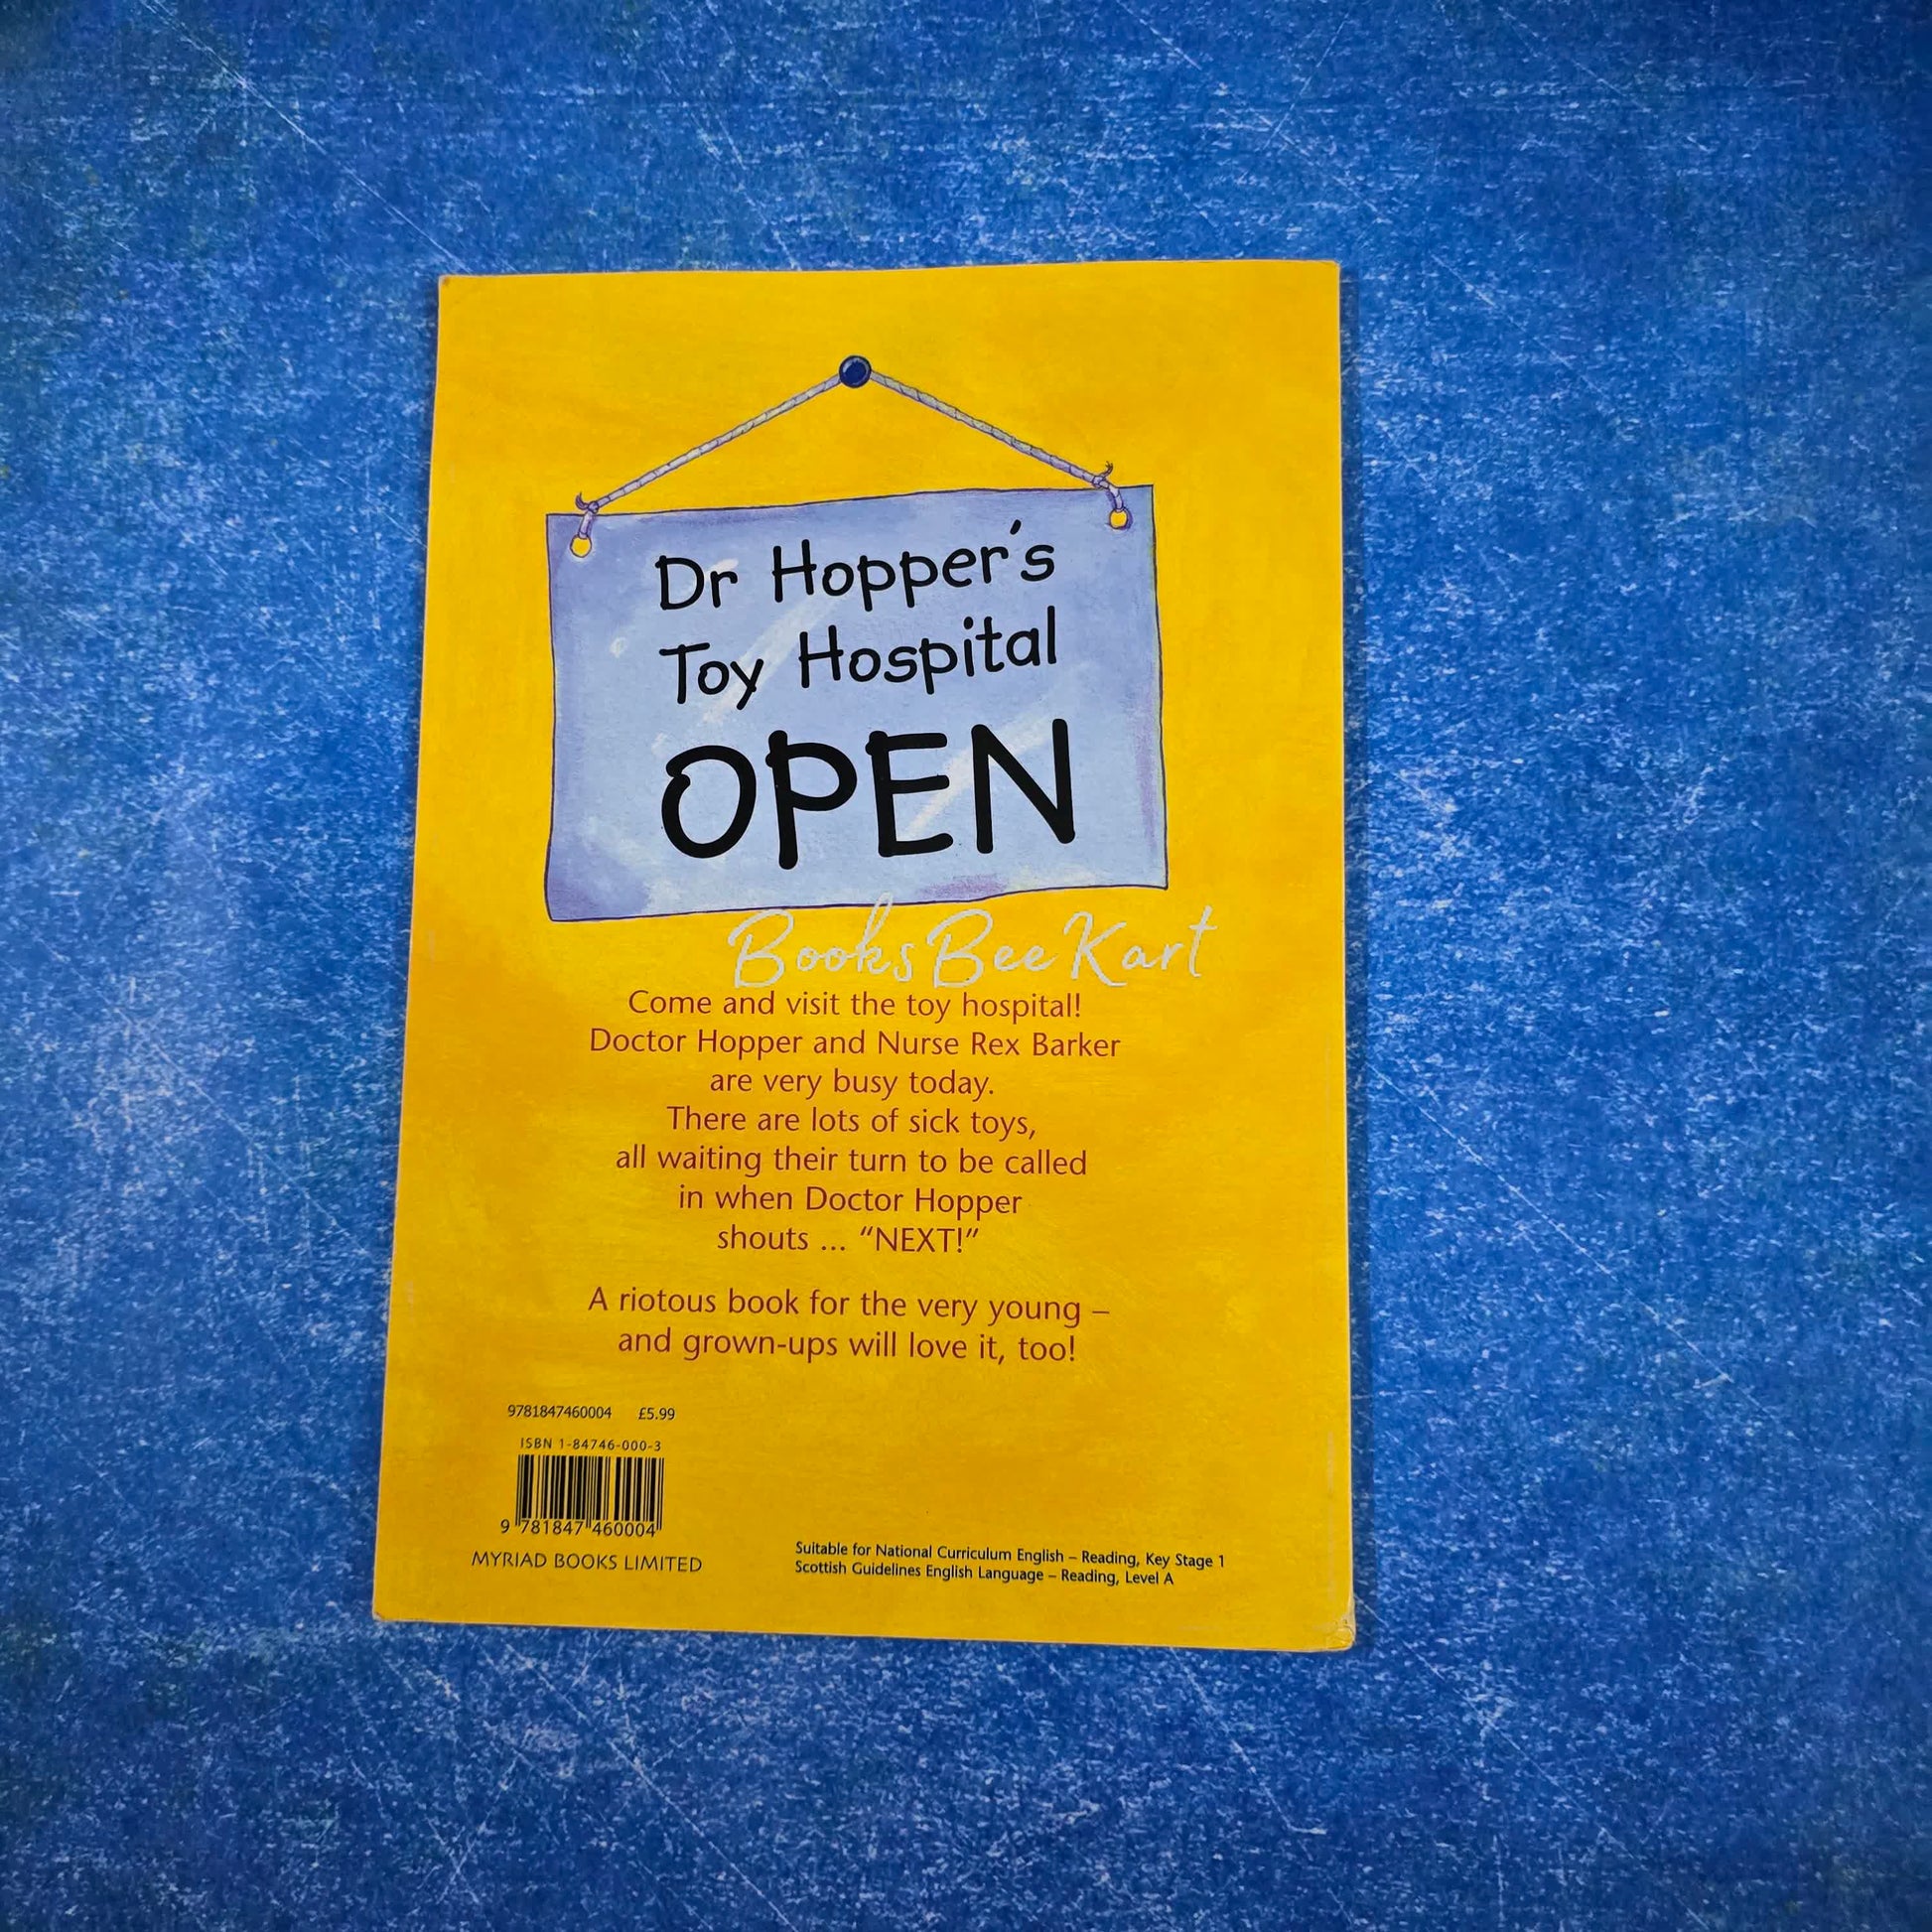 Dr Hopper's
Toy Hospital
OPEN
BooksBeeKart
Come and visit the toy hospital!
Doctor Hopper and Nurse Rex Barker
are very busy today.
There are lots of sick toys,
all waiting their turn to be called
in when Doctor Hopper
shouts ... “NEXT!”
A riotous book for the very young –
and grown-ups will love it, too!
9781847460004 £5.99
ISBN 1-84746-000-3
9 781847 460004
MYRIAD BOOKS LIMITED
Suitable for National Curriculum English – Reading, Key Stage 1
Scottish Guidelines English Language – Reading, Level A